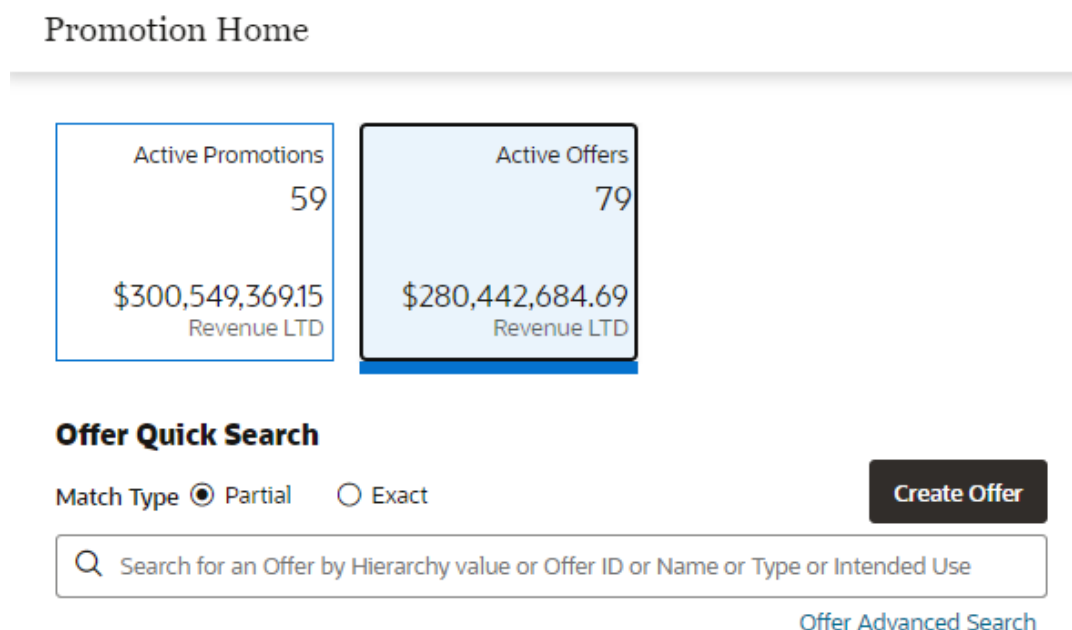 Promotion Home
Active Promotions
59
$300,549,369.15
Revenue LTD
Active Offers
79
$280,442,684.69
Revenue LTD
Offer Quick Search
Match Type Partial Exact
Create Offer
Search for an Offer by Hierarchy value or Offer ID or Name or Type or Intended Use
Offer Advanced Search